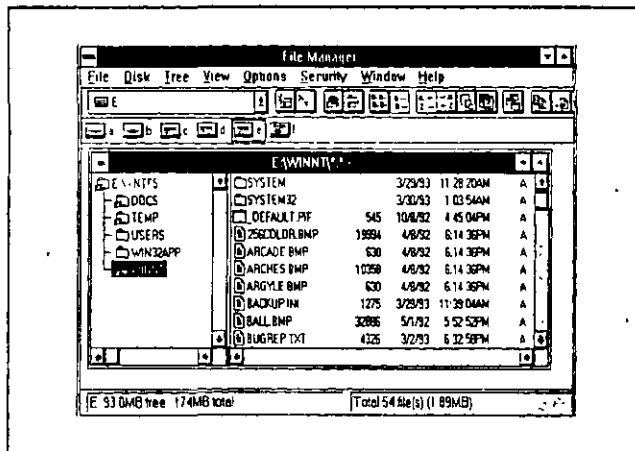 File Manager
File Disk Tree View Options Security Window Help
E
a b c d e f
E:\WINNT\*.*
E:\ - NTFS
DOCS
TEMP
USERS
WIN32APP
SYSTEM 3/29/93 11:28:20AM A
SYSTEM32 3/30/93 1:03:54AM A
_DEFAULT.PIF 545 10/8/92 4:45:04PM A
256COLOR.BMP 19994 4/8/92 6:14:36PM A
ARCADE.BMP 630 4/8/92 6:14:36PM A
ARCHES.BMP 10358 4/8/92 6:14:36PM A
ARGYLE.BMP 630 4/8/92 6:14:36PM A
BACKUP.INI 1275 3/29/93 11:39:04AM A
BALL.BMP 32886 5/1/92 5:52:52PM A
BUGREP.TXT 4326 3/2/93 6:32:58PM A
E: 93.0MB free, 174MB total
Total 54 file(s) (1.89MB)